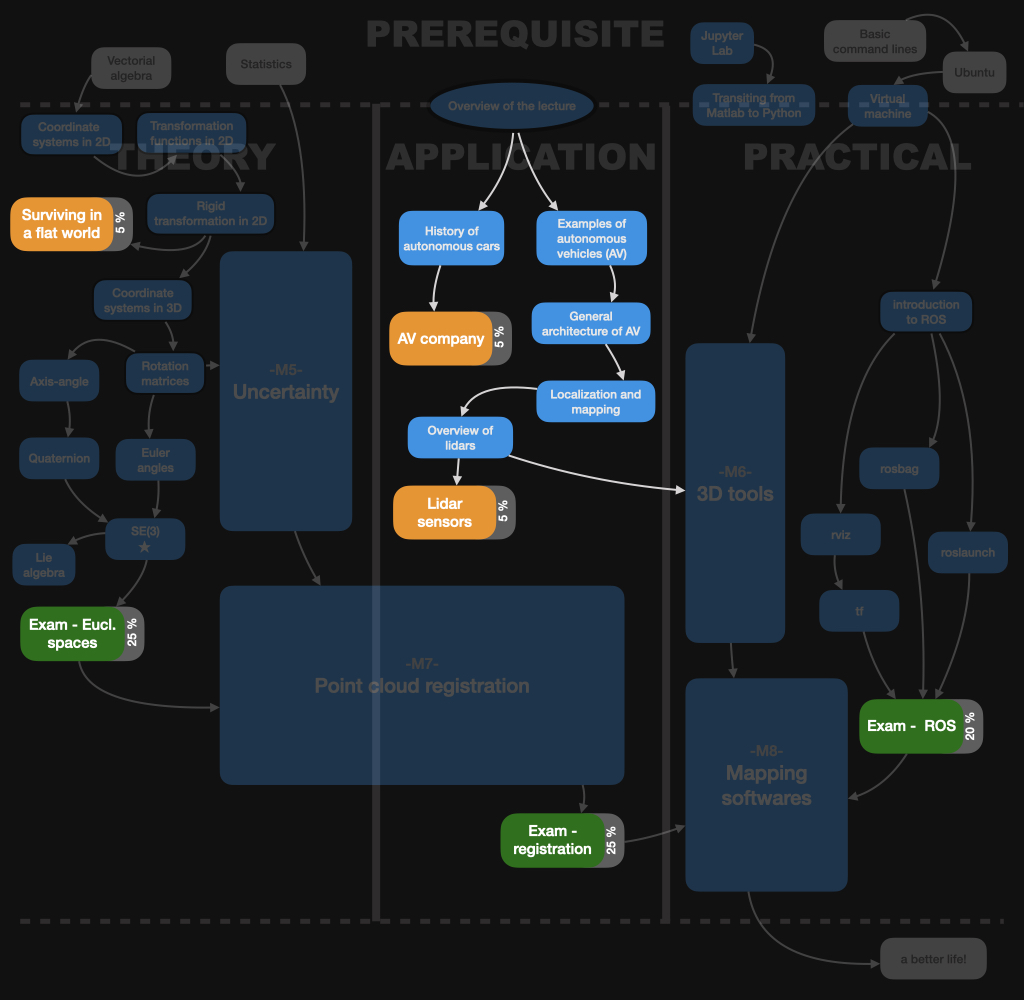 PREREQUISITE
Vectorial
algebra
Statistics
Jupyter
Lab
Basic
command lines
Ubuntu
Overview of the lecture
Transiting from
Matlab to Python
Virtual
machine
Coordinate
systems in 2D
Transformation
functions in 2D
THEORY
APPLICATION
PRACTICAL
Surviving in
a flat world
5 %
Rigid
transformation in 2D
Coordinate
systems in 3D
Axis-angle
Rotation
matrices
Quaternion
Euler
angles
SE(3)
★
Lie
algebra
Exam - Eucl.
spaces
25 %
-M5-
Uncertainty
History of
autonomous cars
Examples of
autonomous
vehicles (AV)
AV company
5 %
General
architecture of AV
Localization and
mapping
Overview of
lidars
Lidar
sensors
5 %
-M6-
3D tools
introduction
to ROS
rosbag
rviz
roslaunch
tf
Exam -  ROS
20 %
-M7-
Point cloud registration
Exam -
registration
25 %
-M8-
Mapping
softwares
a better life!